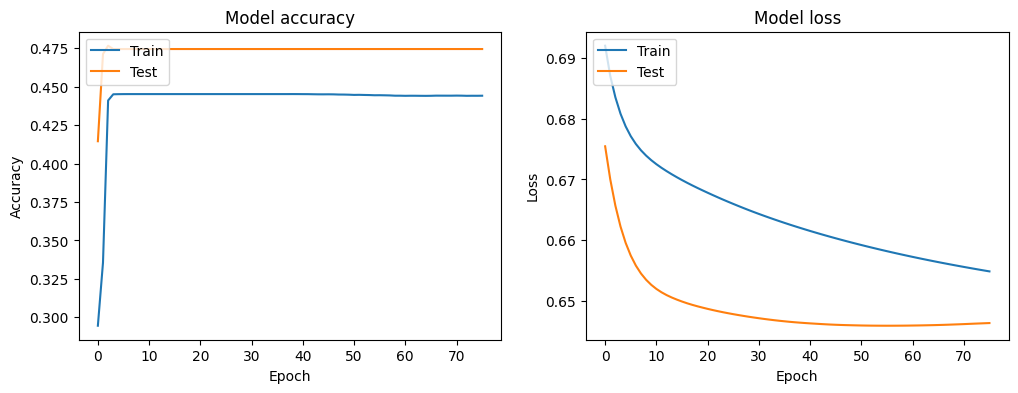 Model accuracy
Train
Test
0.475
0.450
0.425
0.400
0.375
0.350
0.325
0.300
Accuracy
0 10 20 30 40 50 60 70
Epoch
Model loss
Train
Test
0.69
0.68
0.67
0.66
0.65
Loss
0 10 20 30 40 50 60 70
Epoch